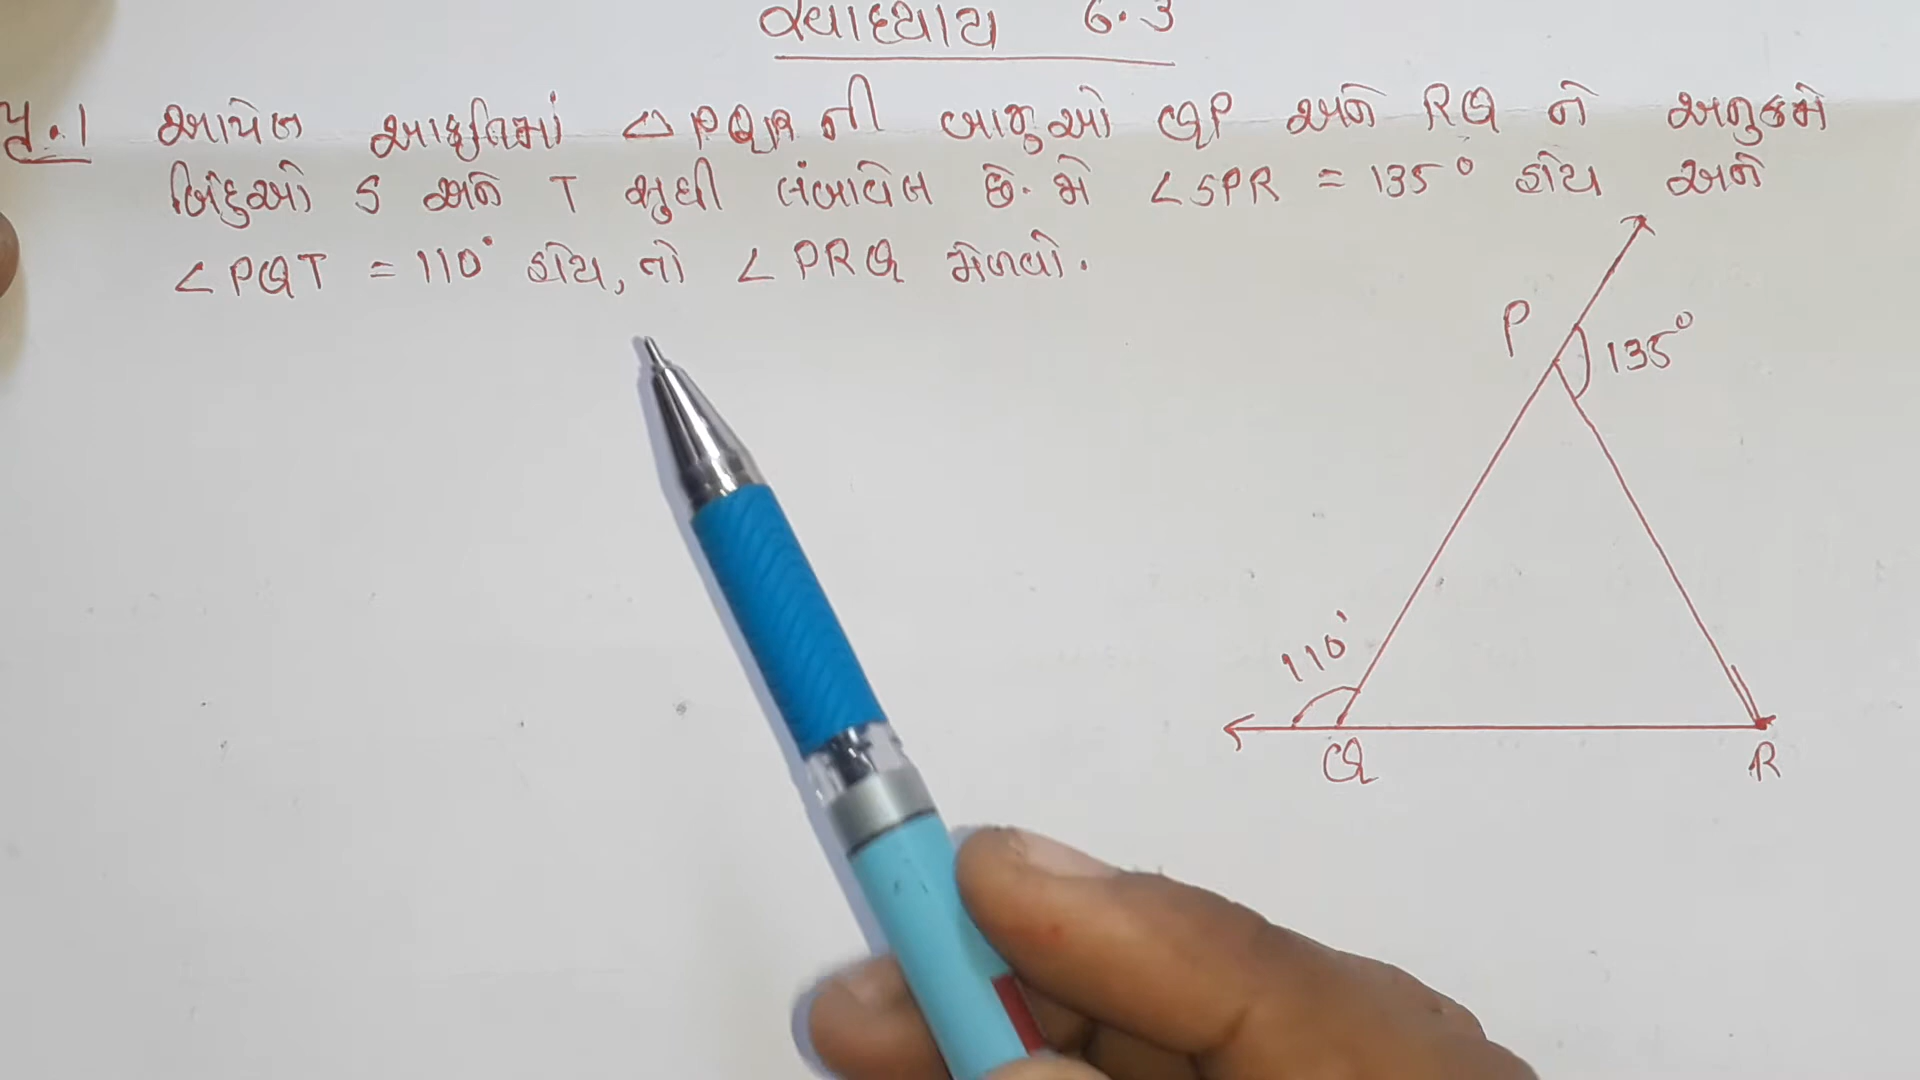 સ્વાધ્યાય 6.3
પ્ર.1 આપેલ આકૃતિમાં △PQR ની બાજુઓ QP અને RQ ને અનુક્રમે
બિંદુઓ S અને T સુધી લંબાવેલ છે. જો ∠SPR = 135° હોય અને
∠PQT = 110° હોય, તો ∠PRQ મેળવો.
P
135°
110°
Q R